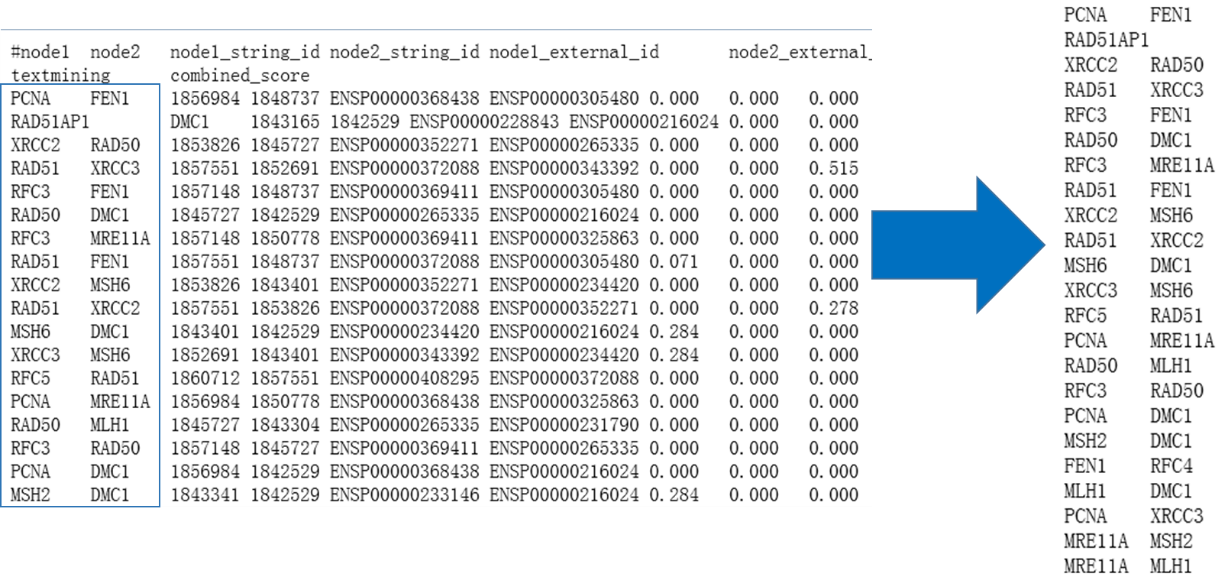 #node1 node2 node1_string_id node2_string_id node1_external_id node2_external_
textmining combined_score
PCNA FEN1 1856984 1848737 ENSP00000368438 ENSP00000305480 0.000 0.000 0.000
RAD51AP1 DMC1 1843165 1842529 ENSP00000228843 ENSP00000216024 0.000 0.000
XRCC2 RAD50 1853826 1845727 ENSP00000352271 ENSP00000265335 0.000 0.000 0.000
RAD51 XRCC3 1857551 1852691 ENSP00000372088 ENSP00000343392 0.000 0.000 0.515
RFC3 FEN1 1857148 1848737 ENSP00000369411 ENSP00000305480 0.000 0.000 0.000
RAD50 DMC1 1845727 1842529 ENSP00000265335 ENSP00000216024 0.000 0.000 0.000
RFC3 MRE11A 1857148 1850778 ENSP00000369411 ENSP00000325863 0.000 0.000 0.000
RAD51 FEN1 1857551 1848737 ENSP00000372088 ENSP00000305480 0.071 0.000 0.000
XRCC2 MSH6 1853826 1843401 ENSP00000352271 ENSP00000234420 0.000 0.000 0.000
RAD51 XRCC2 1857551 1853826 ENSP00000372088 ENSP00000352271 0.000 0.000 0.278
MSH6 DMC1 1843401 1842529 ENSP00000234420 ENSP00000216024 0.284 0.000 0.000
XRCC3 MSH6 1852691 1843401 ENSP00000343392 ENSP00000234420 0.284 0.000 0.000
RFC5 RAD51 1860712 1857551 ENSP00000408295 ENSP00000372088 0.000 0.000 0.000
PCNA MRE11A 1856984 1850778 ENSP00000368438 ENSP00000325863 0.000 0.000 0.000
RAD50 MLH1 1845727 1843304 ENSP00000265335 ENSP00000231790 0.000 0.000 0.000
RFC3 RAD50 1857148 1845727 ENSP00000369411 ENSP00000265335 0.000 0.000 0.000
PCNA DMC1 1856984 1842529 ENSP00000368438 ENSP00000216024 0.000 0.000 0.000
MSH2 DMC1 1843341 1842529 ENSP00000233146 ENSP00000216024 0.284 0.000 0.000
PCNA FEN1
RAD51AP1
XRCC2 RAD50
RAD51 XRCC3
RFC3 FEN1
RAD50 DMC1
RFC3 MRE11A
RAD51 FEN1
XRCC2 MSH6
RAD51 XRCC2
MSH6 DMC1
XRCC3 MSH6
RFC5 RAD51
PCNA MRE11A
RAD50 MLH1
RFC3 RAD50
PCNA DMC1
MSH2 DMC1
FEN1 RFC4
MLH1 DMC1
PCNA XRCC3
MRE11A MSH2
MRE11A MLH1